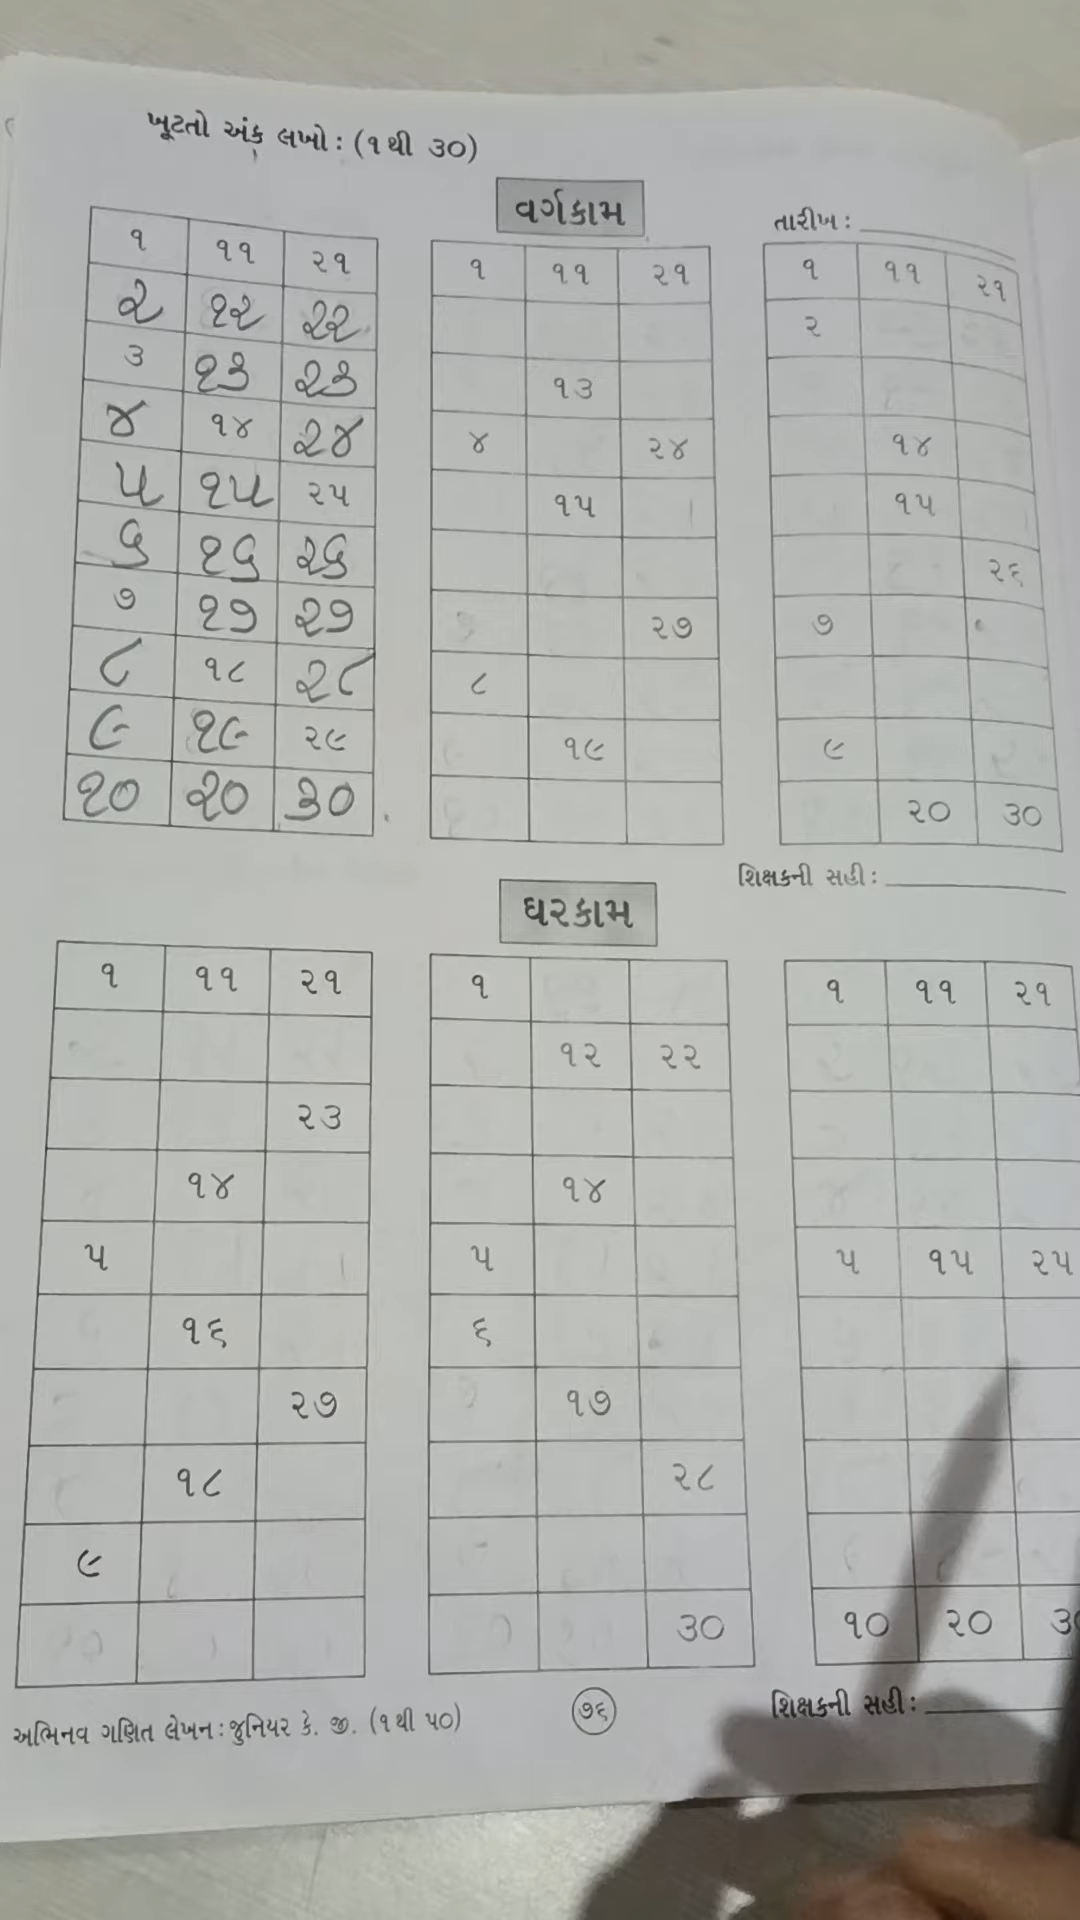 ખૂટતો અંક લખો : (૧થી ૩૦)
વર્ગકામ
તારીખ :
૧ ૧૧ ૨૧
૨ ૧૨ ૨૨
૩ ૧૩ ૨૩
૪ ૧૪ ૨૪
૫ ૧૫ ૨૫
૬ ૧૬ ૨૬
૭ ૧૭ ૨૭
૮ ૧૮ ૨૮
૯ ૧૯ ૨૯
૧૦ ૨૦ ૩૦
૧ ૧૧ ૨૧
૧૩
૪ ૨૪
૧૫
૨૭
૮
૧૯
૧ ૧૧ ૨૧
૨
૧૪
૧૫
૨૬
૭
૯
૨૦ ૩૦
શિક્ષકની સહી :
ઘરકામ
૧ ૧૧ ૨૧
૨૩
૧૪
૫
૧૬
૨૭
૧૮
૯
૧
૧૨ ૨૨
૧૪
૫
૬
૧૭
૨૮
૩૦
૧ ૧૧ ૨૧
૫ ૧૫ ૨૫
૧૦ ૨૦ ૩૦
અભિનવ ગણિત લેખન : જુનિયર કે. જી. (૧થી ૫૦)
૭૬
શિક્ષકની સહી :